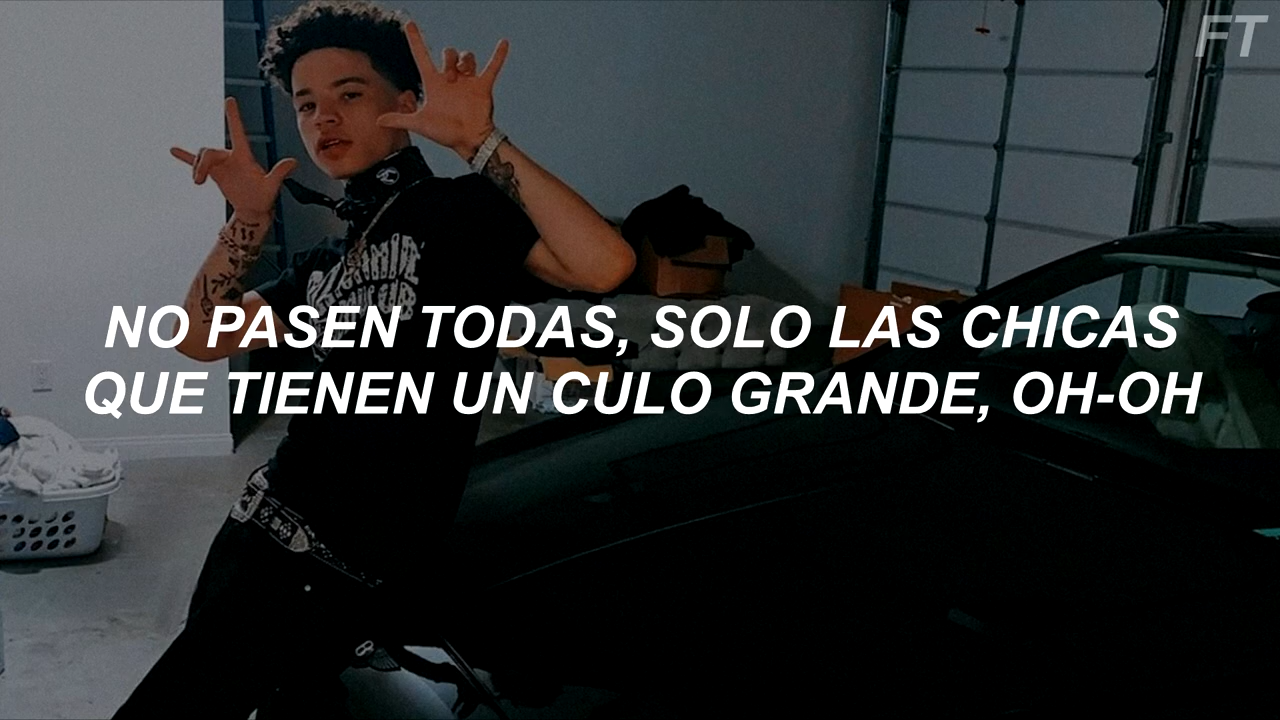 FT
NO PASEN TODAS, SOLO LAS CHICAS
QUE TIENEN UN CULO GRANDE, OH-OH